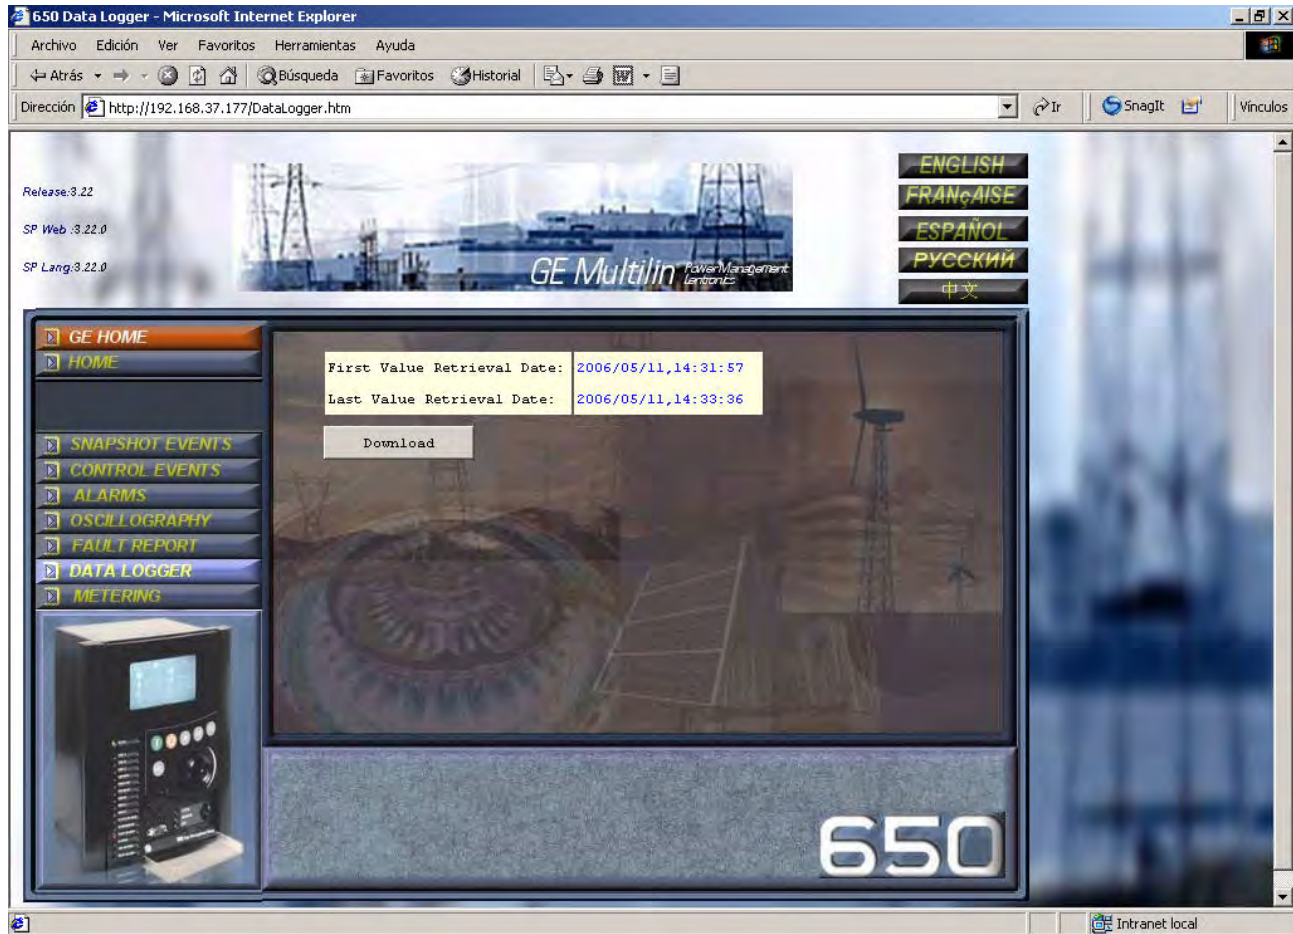 650 Data Logger - Microsoft Internet Explorer
Archivo Edición Ver Favoritos Herramientas Ayuda
Atrás Búsqueda Favoritos Historial
Dirección http://192.168.37.177/DataLogger.htm Ir SnagIt Vínculos
Release:3.22
SP Web :3.22.0
SP Lang:3.22.0
GE Multilin PowerManagement
Lentronics
ENGLISH
FRANçAISE
ESPAÑOL
РУССКИЙ
中文
GE HOME
HOME
SNAPSHOT EVENTS
CONTROL EVENTS
ALARMS
OSCILLOGRAPHY
FAULT REPORT
DATA LOGGER
METERING
First Value Retrieval Date: 2006/05/11,14:31:57
Last Value Retrieval Date: 2006/05/11,14:33:36
Download
650
Intranet local